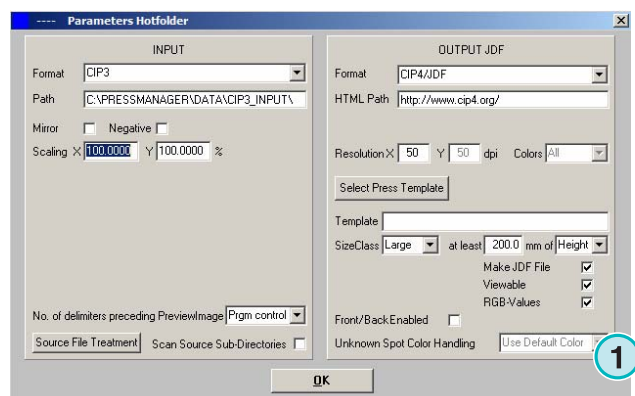 ---- Parameters Hotfolder
INPUT
Format CIP3
Path C:\PRESSMANAGER\DATA\CIP3_INPUT\
Mirror Negative
Scaling X 100.0000 Y 100.0000 %
No. of delimiters preceding PreviewImage Prgm control
Source File Treatment Scan Source Sub-Directories
OUTPUT JDF
Format CIP4/JDF
HTML Path http://www.cip4.org/
Resolution X 50 Y 50 dpi Colors All
Select Press Template
Template
SizeClass Large at least 200.0 mm of Height
Make JDF File
Viewable
RGB-Values
Front/Back Enabled
Unknown Spot Color Handling Use Default Color
1
OK